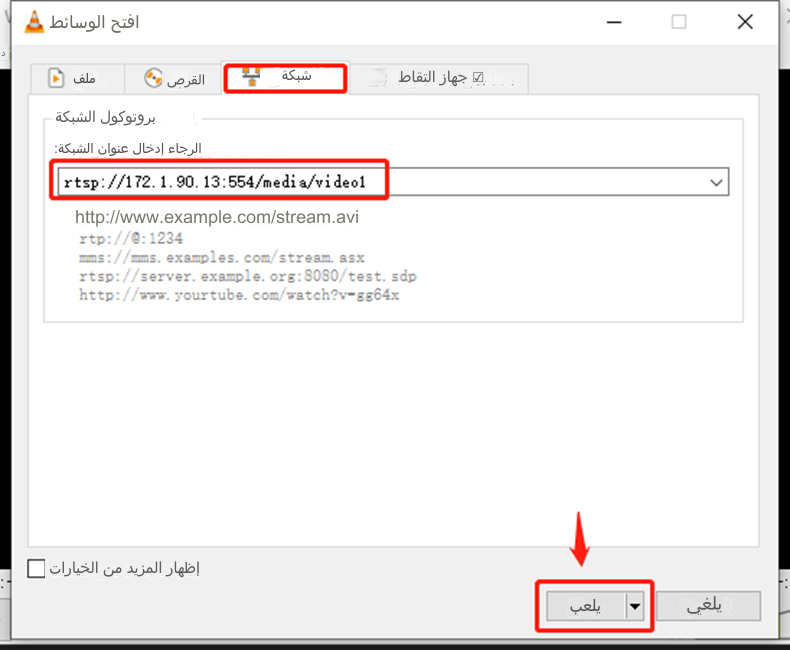 افتح الوسائط
ملف
القرص
شبكة
جهاز التقاط
بروتوكول الشبكة
الرجاء إدخال عنوان الشبكة:
rtsp://172.1.90.13:554/media/video1
http://www.example.com/stream.avi
rtp://@:1234
mms://mms.examples.com/stream.asx
rtsp://server.example.org:8080/test.sdp
http://www.yourtube.com/watch?v=gg64x
إظهار المزيد من الخيارات
يلعب
يلغي